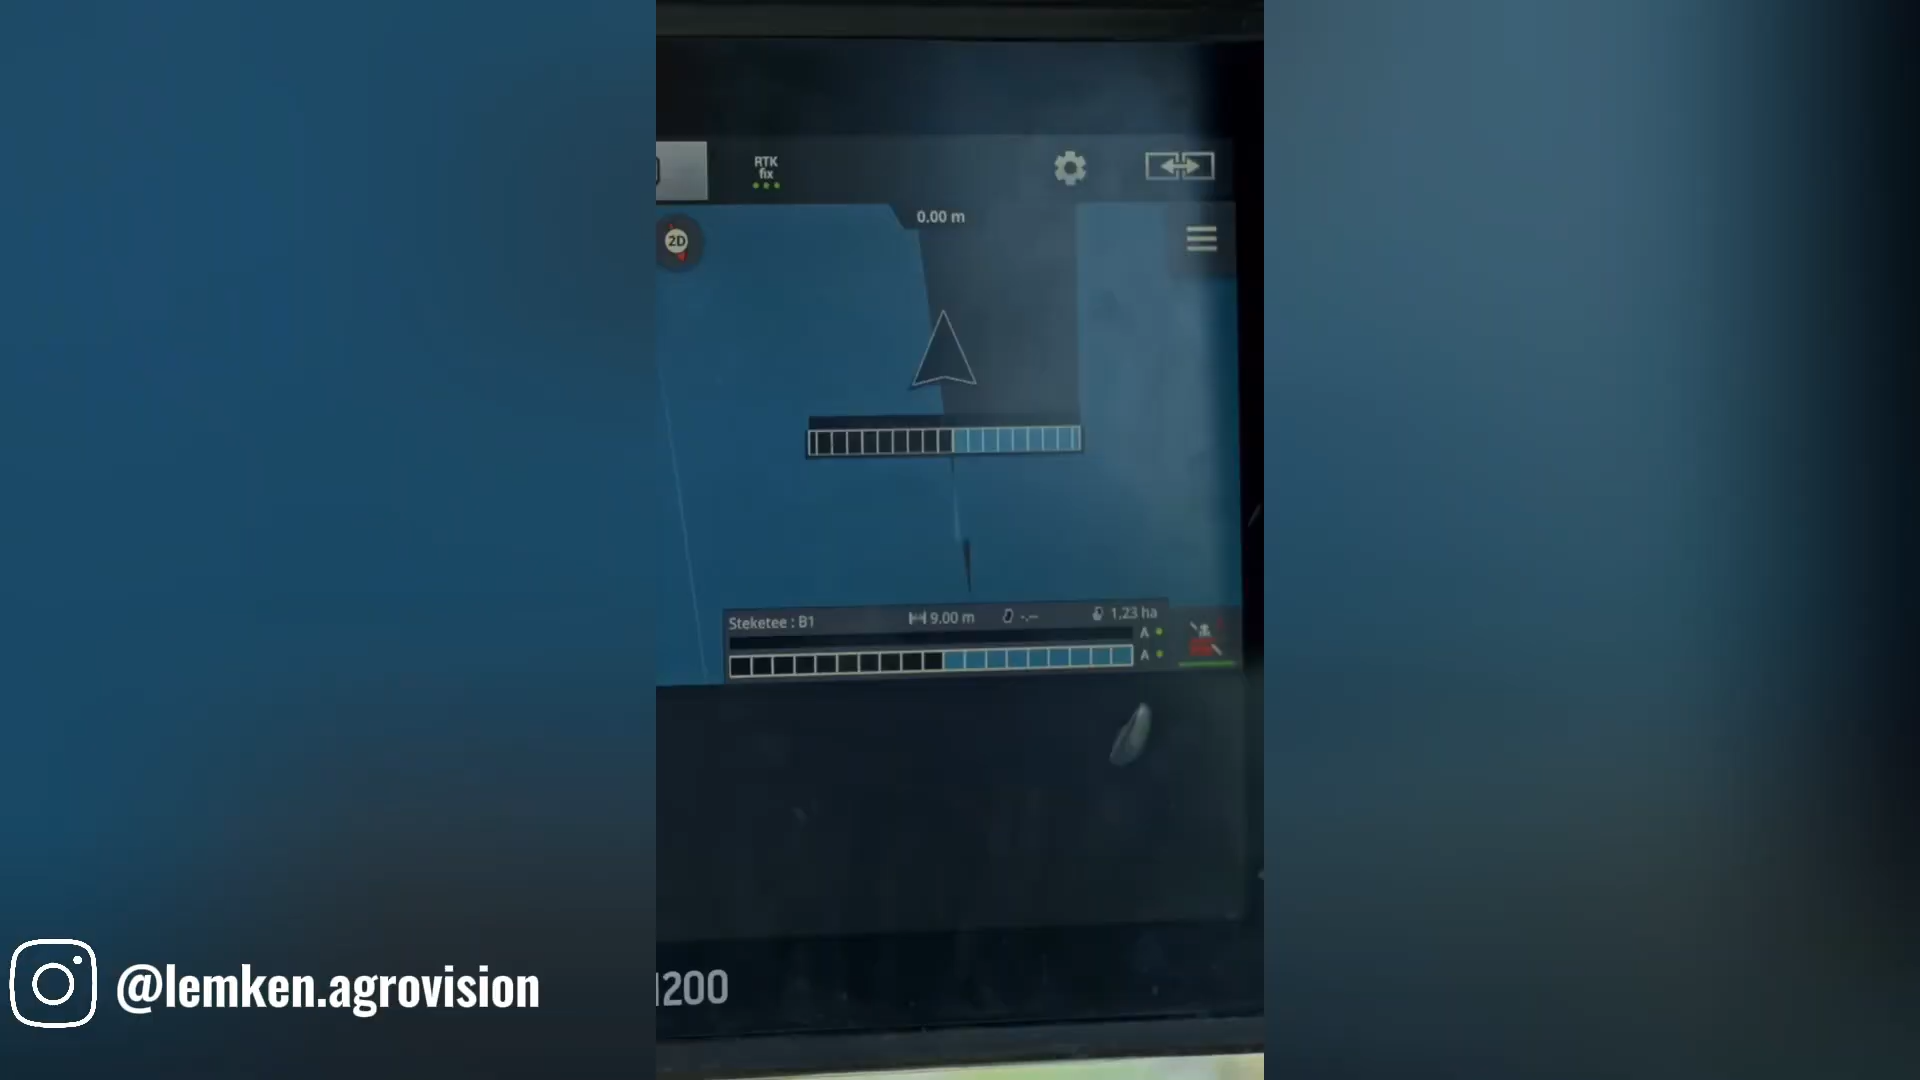 RTK
fix
0.00 m
2D
Steketee : B1
9.00 m
-.--
1.23 ha
A
A
@lemken.agrovision
1200